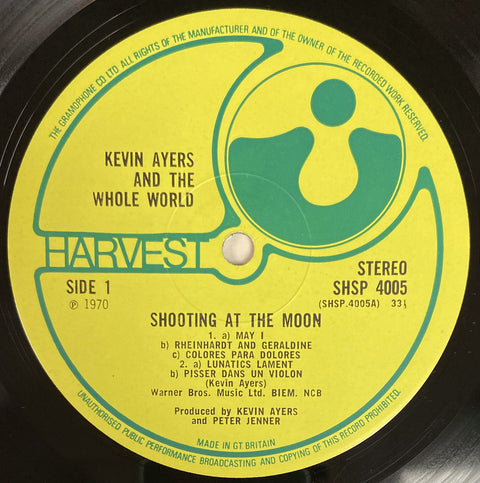 THE GRAMOPHONE CO LTD. ALL RIGHTS OF THE MANUFACTURER AND OF THE OWNER OF THE RECORDED WORK RESERVED.
KEVIN AYERS
AND THE
WHOLE WORLD
HARVEST
SIDE 1
℗ 1970
STEREO
SHSP 4005
(SHSP.4005A) 33⅓
SHOOTING AT THE MOON
1. a) MAY I
b) RHEINHARDT AND GERALDINE
c) COLORES PARA DOLORES
2. a) LUNATICS LAMENT
b) PISSER DANS UN VIOLON
(Kevin Ayers)
Warner Bros. Music Ltd. BIEM. NCB
Produced by KEVIN AYERS
and PETER JENNER
MADE IN GT BRITAIN
UNAUTHORISED PUBLIC PERFORMANCE BROADCASTING AND COPYING OF THIS RECORD PROHIBITED.